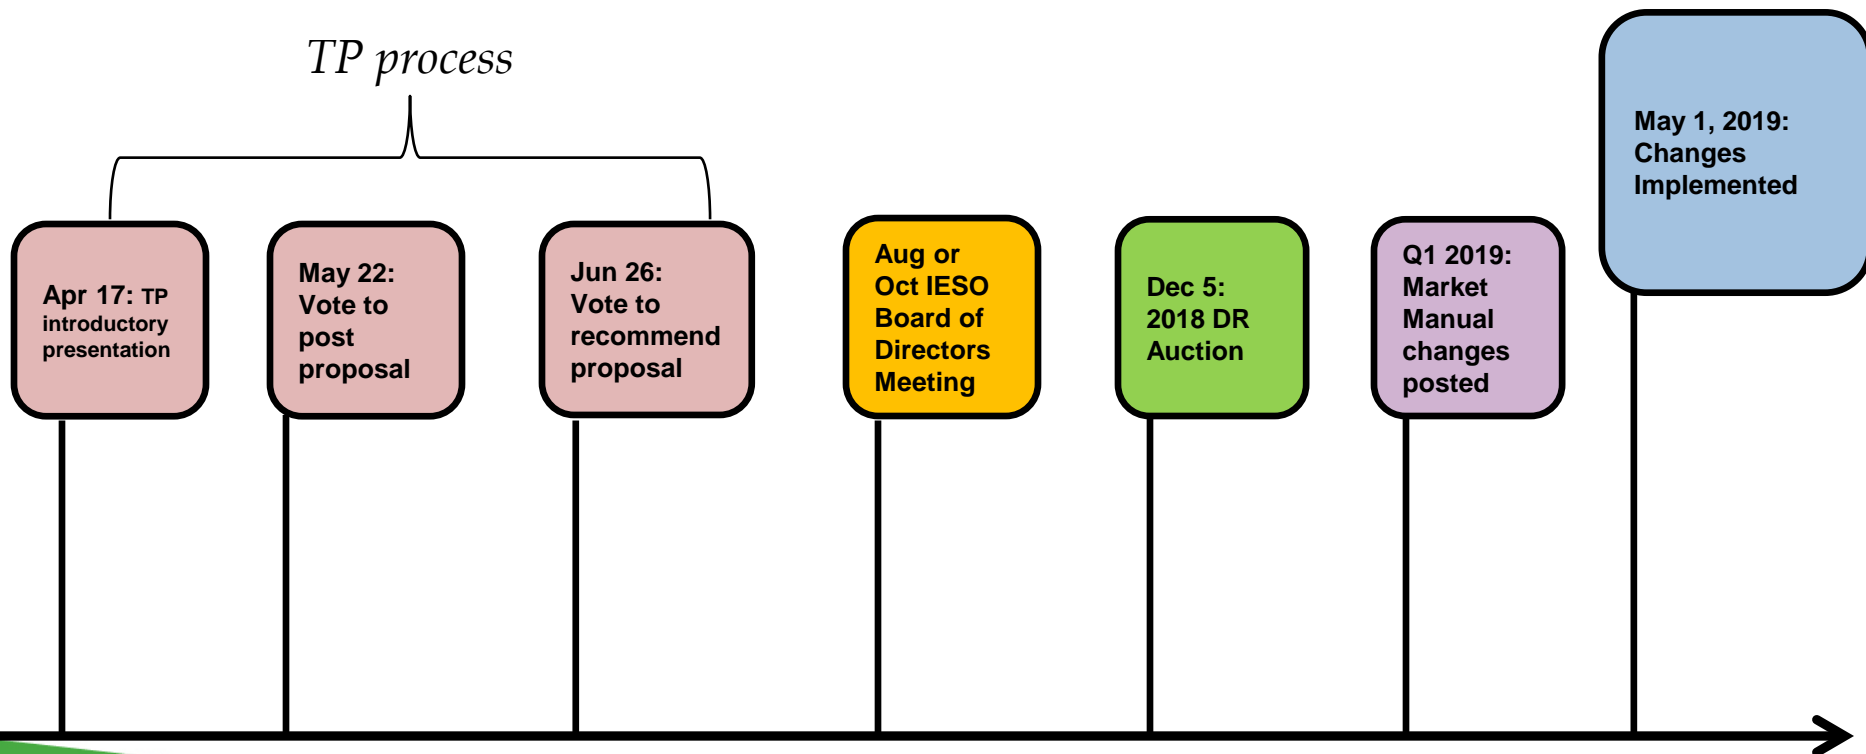 TP process
Apr 17: TP
introductory
presentation
May 22:
Vote to
post
proposal
Jun 26:
Vote to
recommend
proposal
Aug or
Oct IESO
Board of
Directors
Meeting
Dec 5:
2018 DR
Auction
Q1 2019:
Market
Manual
changes
posted
May 1, 2019:
Changes
Implemented